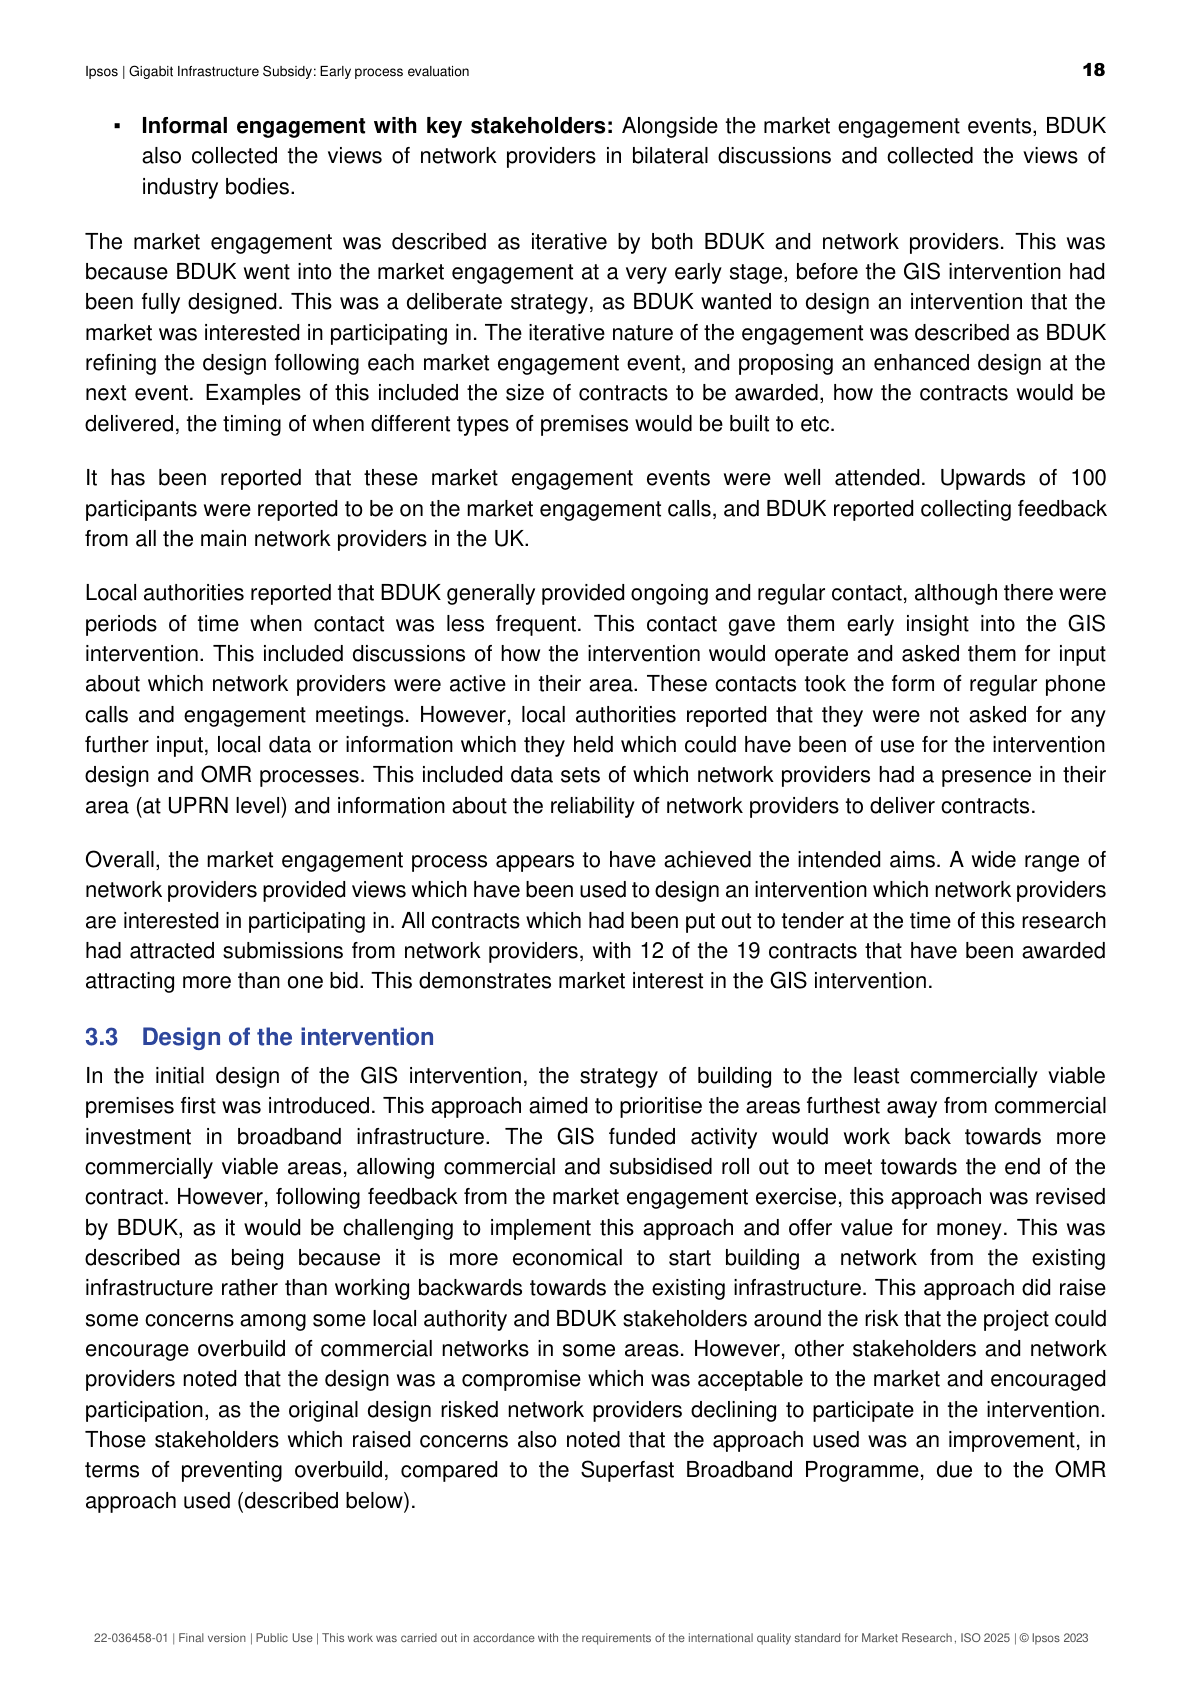 Ipsos | Gigabit Infrastructure Subsidy: Early process evaluation 18
▪ Informal engagement with key stakeholders: Alongside the market engagement events, BDUK
also collected the views of network providers in bilateral discussions and collected the views of
industry bodies.
The market engagement was described as iterative by both BDUK and network providers. This was
because BDUK went into the market engagement at a very early stage, before the GIS intervention had
been fully designed. This was a deliberate strategy, as BDUK wanted to design an intervention that the
market was interested in participating in. The iterative nature of the engagement was described as BDUK
refining the design following each market engagement event, and proposing an enhanced design at the
next event. Examples of this included the size of contracts to be awarded, how the contracts would be
delivered, the timing of when different types of premises would be built to etc.
It has been reported that these market engagement events were well attended. Upwards of 100
participants were reported to be on the market engagement calls, and BDUK reported collecting feedback
from all the main network providers in the UK.
Local authorities reported that BDUK generally provided ongoing and regular contact, although there were
periods of time when contact was less frequent. This contact gave them early insight into the GIS
intervention. This included discussions of how the intervention would operate and asked them for input
about which network providers were active in their area. These contacts took the form of regular phone
calls and engagement meetings. However, local authorities reported that they were not asked for any
further input, local data or information which they held which could have been of use for the intervention
design and OMR processes. This included data sets of which network providers had a presence in their
area (at UPRN level) and information about the reliability of network providers to deliver contracts.
Overall, the market engagement process appears to have achieved the intended aims. A wide range of
network providers provided views which have been used to design an intervention which network providers
are interested in participating in. All contracts which had been put out to tender at the time of this research
had attracted submissions from network providers, with 12 of the 19 contracts that have been awarded
attracting more than one bid. This demonstrates market interest in the GIS intervention.
3.3 Design of the intervention
In the initial design of the GIS intervention, the strategy of building to the least commercially viable
premises first was introduced. This approach aimed to prioritise the areas furthest away from commercial
investment in broadband infrastructure. The GIS funded activity would work back towards more
commercially viable areas, allowing commercial and subsidised roll out to meet towards the end of the
contract. However, following feedback from the market engagement exercise, this approach was revised
by BDUK, as it would be challenging to implement this approach and offer value for money. This was
described as being because it is more economical to start building a network from the existing
infrastructure rather than working backwards towards the existing infrastructure. This approach did raise
some concerns among some local authority and BDUK stakeholders around the risk that the project could
encourage overbuild of commercial networks in some areas. However, other stakeholders and network
providers noted that the design was a compromise which was acceptable to the market and encouraged
participation, as the original design risked network providers declining to participate in the intervention.
Those stakeholders which raised concerns also noted that the approach used was an improvement, in
terms of preventing overbuild, compared to the Superfast Broadband Programme, due to the OMR
approach used (described below).
22-036458-01 | Final version | Public Use | This work was carried out in accordance with the requirements of the international quality standard for Market Research, ISO 2025 | © Ipsos 2023